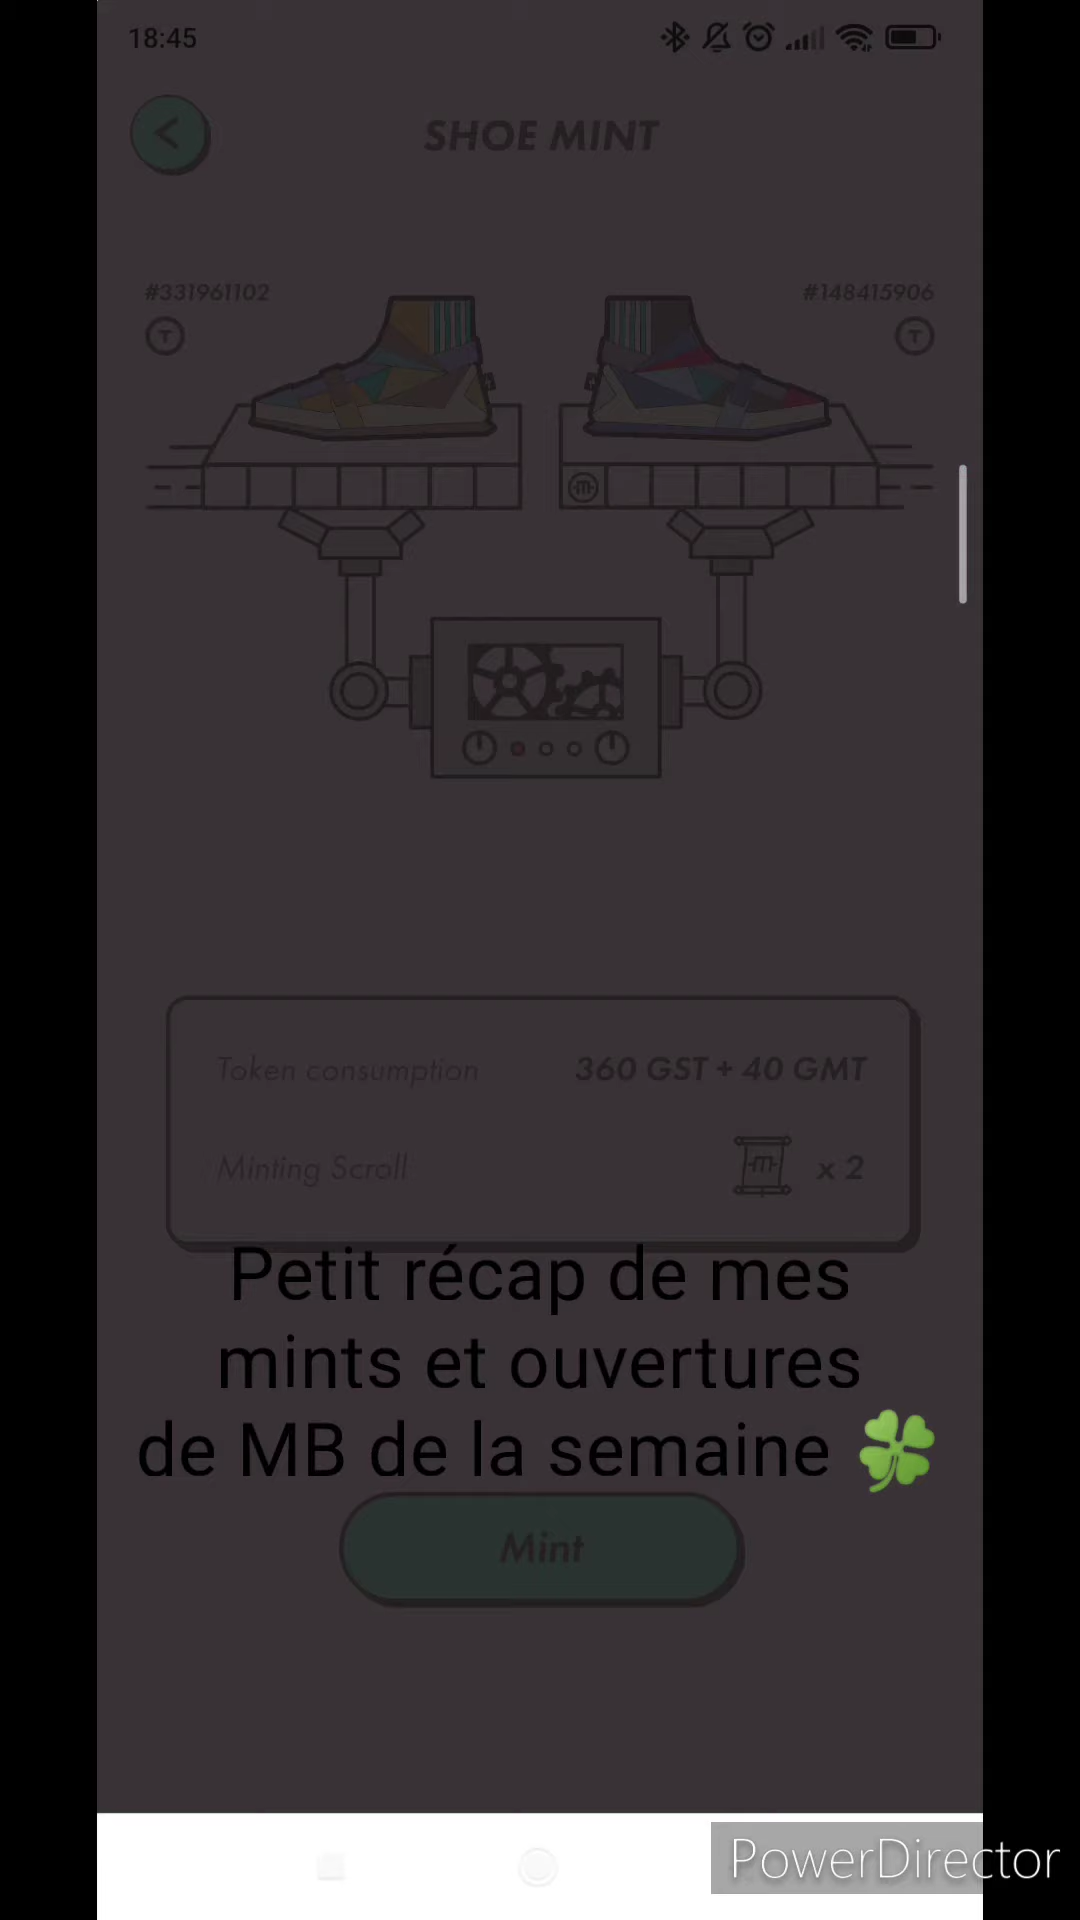 18:45
SHOE MINT
#331961102
#148415906
T
T
m
Token consumption 360 GST + 40 GMT
Minting Scroll m x 2
Petit récap de mes
mints et ouvertures
de MB de la semaine 🍀
Mint
PowerDirector